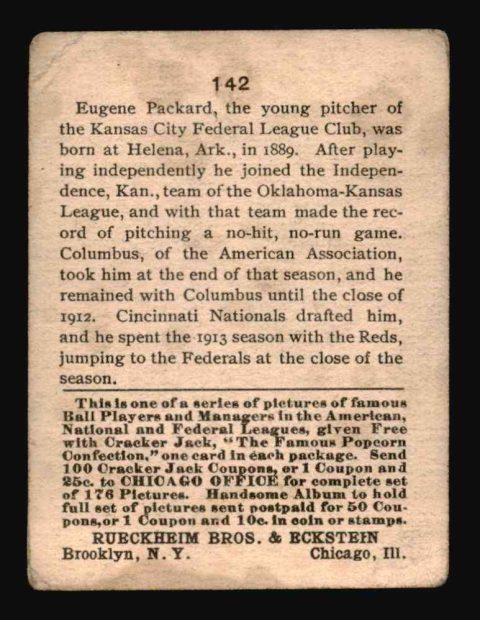 142
Eugene Packard, the young pitcher of
the Kansas City Federal League Club, was
born at Helena, Ark., in 1889. After play-
ing independently he joined the Indepen-
dence, Kan., team of the Oklahoma-Kansas
League, and with that team made the rec-
ord of pitching a no-hit, no-run game.
Columbus, of the American Association,
took him at the end of that season, and he
remained with Columbus until the close of
1912. Cincinnati Nationals drafted him,
and he spent the 1913 season with the Reds,
jumping to the Federals at the close of the
season.
This is one of a series of pictures of famous
Ball Players and Managers in the American,
National and Federal Leagues, given Free
with Cracker Jack, "The Famous Popcorn
Confection," one card in each package. Send
100 Cracker Jack Coupons, or 1 Coupon and
25c. to CHICAGO OFFICE for complete set
of 176 Pictures. Handsome Album to hold
full set of pictures sent postpaid for 50 Cou-
pons, or 1 Coupon and 10c. in coin or stamps.
RUECKHEIM BROS. & ECKSTEIN
Brooklyn, N. Y. Chicago, Ill.